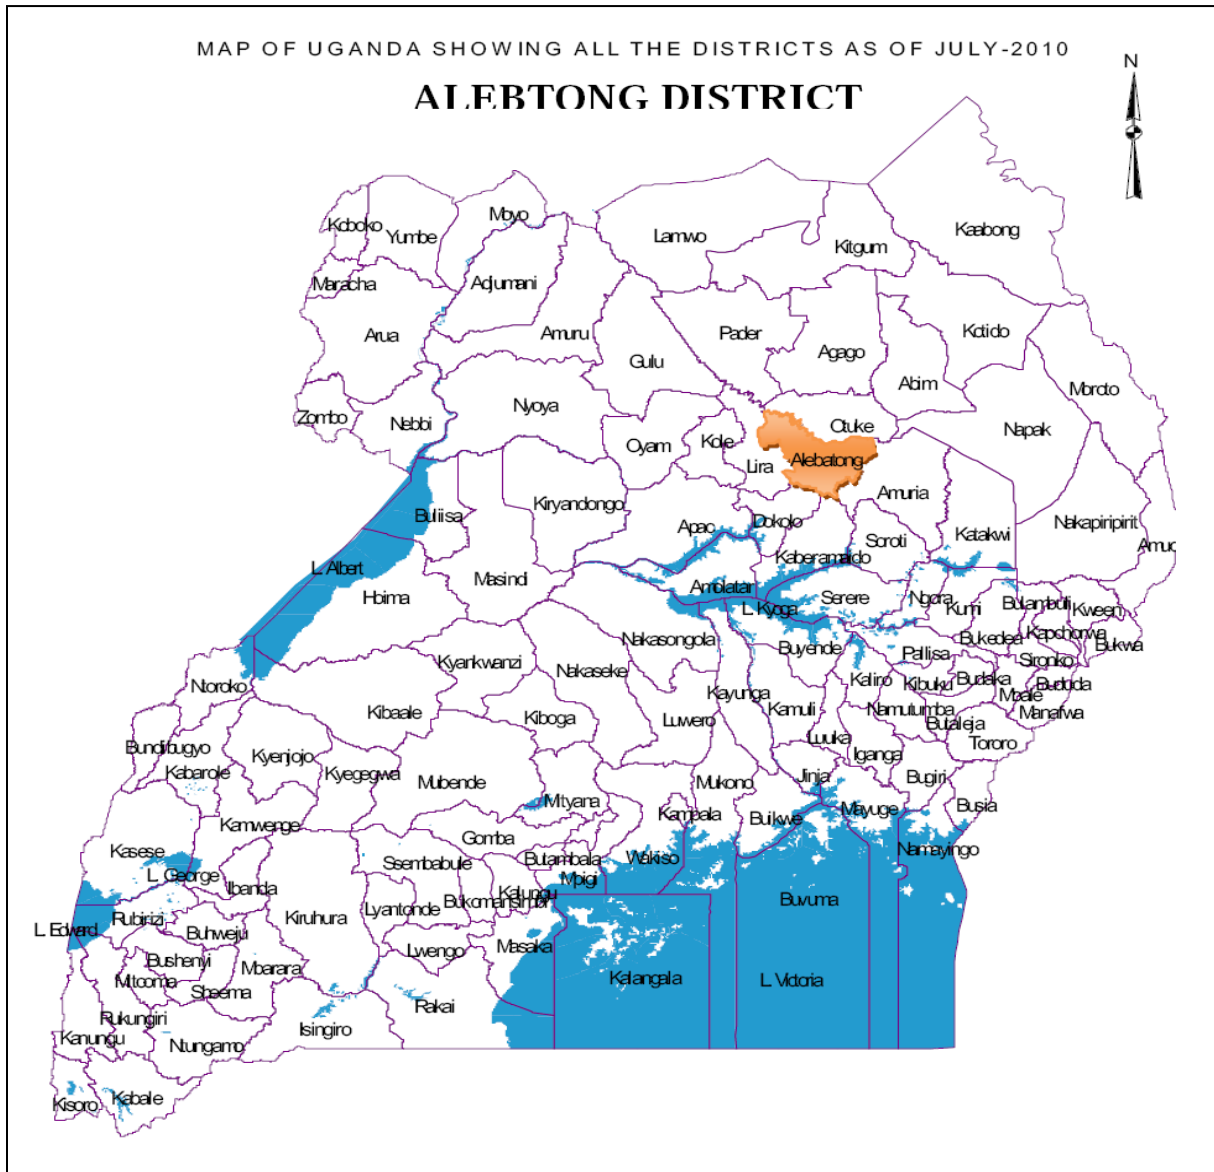 MAP OF UGANDA SHOWING ALL THE DISTRICTS AS OF JULY-2010
ALEBTONG DISTRICT
N
Moyo
Koboko
Yumbe
Lamwo
Kaabong
Kitgum
Maracha
Adjumani
Arua
Amuru
Pader
Kotido
Agago
Gulu
Abim
Moroto
Zombo
Nebbi
Nyoya
Otuke
Napak
Oyam
Kole
Lira
Alebatong
Amuria
Kiryandongo
Buliisa
Apac
Dokolo
Nakapiripirit
Katakwi
Soroti
Kaberamaido
Amuc
L. Albert
Masindi
Amolatar
Hoima
Serere
Ngora
Kumi
Bulambuli
Kween
L. Kyoga
Nakasongola
Buyende
Bukedea
Kapchorwa
Bukwa
Pallisa
Sironko
Kyankwanzi
Nakaseke
Ntoroko
Kayunga
Kaliro
Kibuku
Budaka
Bududa
Mbale
Kibaale
Kiboga
Luwero
Kamuli
Namutumba
Manafwa
Butaleja
Bundibugyo
Kyenjojo
Luuka
Iganga
Tororo
Kabarole
Kyegegwa
Mubende
Mukono
Jinja
Bugiri
Mityana
Kampala
Buikwe
Mayuge
Busia
Kamwenge
Gomba
Kasese
Ssembabule
Butambala
Wakiso
Namayingo
L. George
Ibanda
Kalungu
Mpigi
Lyantonde
Bukomansimbi
Buvuma
Kiruhura
Rubirizi
L. Edward
Buhweju
Lwengo
Masaka
Bushenyi
Mbarara
Mitooma
Sheema
Kalangala
L. Victoria
Rakai
Rukungiri
Isingiro
Kanungu
Ntungamo
Kabale
Kisoro